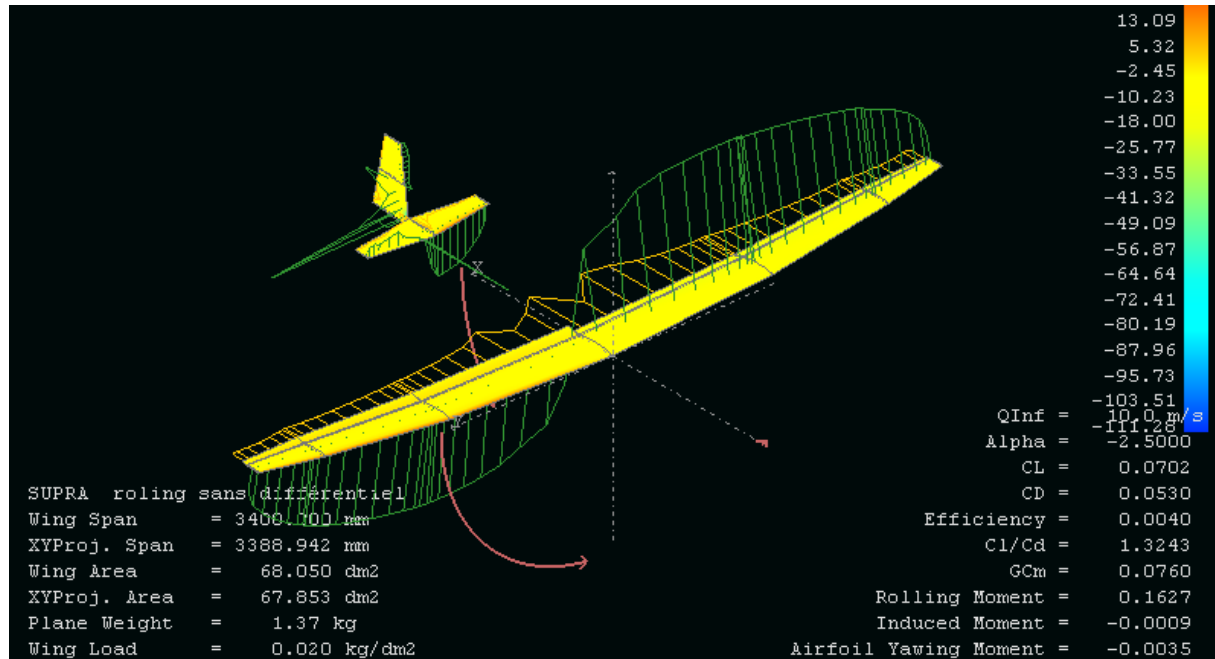 13.09
5.32
-2.45
-10.23
-18.00
-25.77
-33.55
-41.32
-49.09
-56.87
-64.64
-72.41
-80.19
-87.96
-95.73
-103.51
-111.28
X
Y
QInf = 10.0 m/s
Alpha = -2.5000
CL = 0.0702
CD = 0.0530
Efficiency = 0.0040
Cl/Cd = 1.3243
GCm = 0.0760
Rolling Moment = 0.1627
Induced Moment = -0.0009
Airfoil Yawing Moment = -0.0035
SUPRA roling sans différentiel
Wing Span = 3400.000 mm
XYProj. Span = 3388.942 mm
Wing Area = 68.050 dm2
XYProj. Area = 67.853 dm2
Plane Weight = 1.37 kg
Wing Load = 0.020 kg/dm2